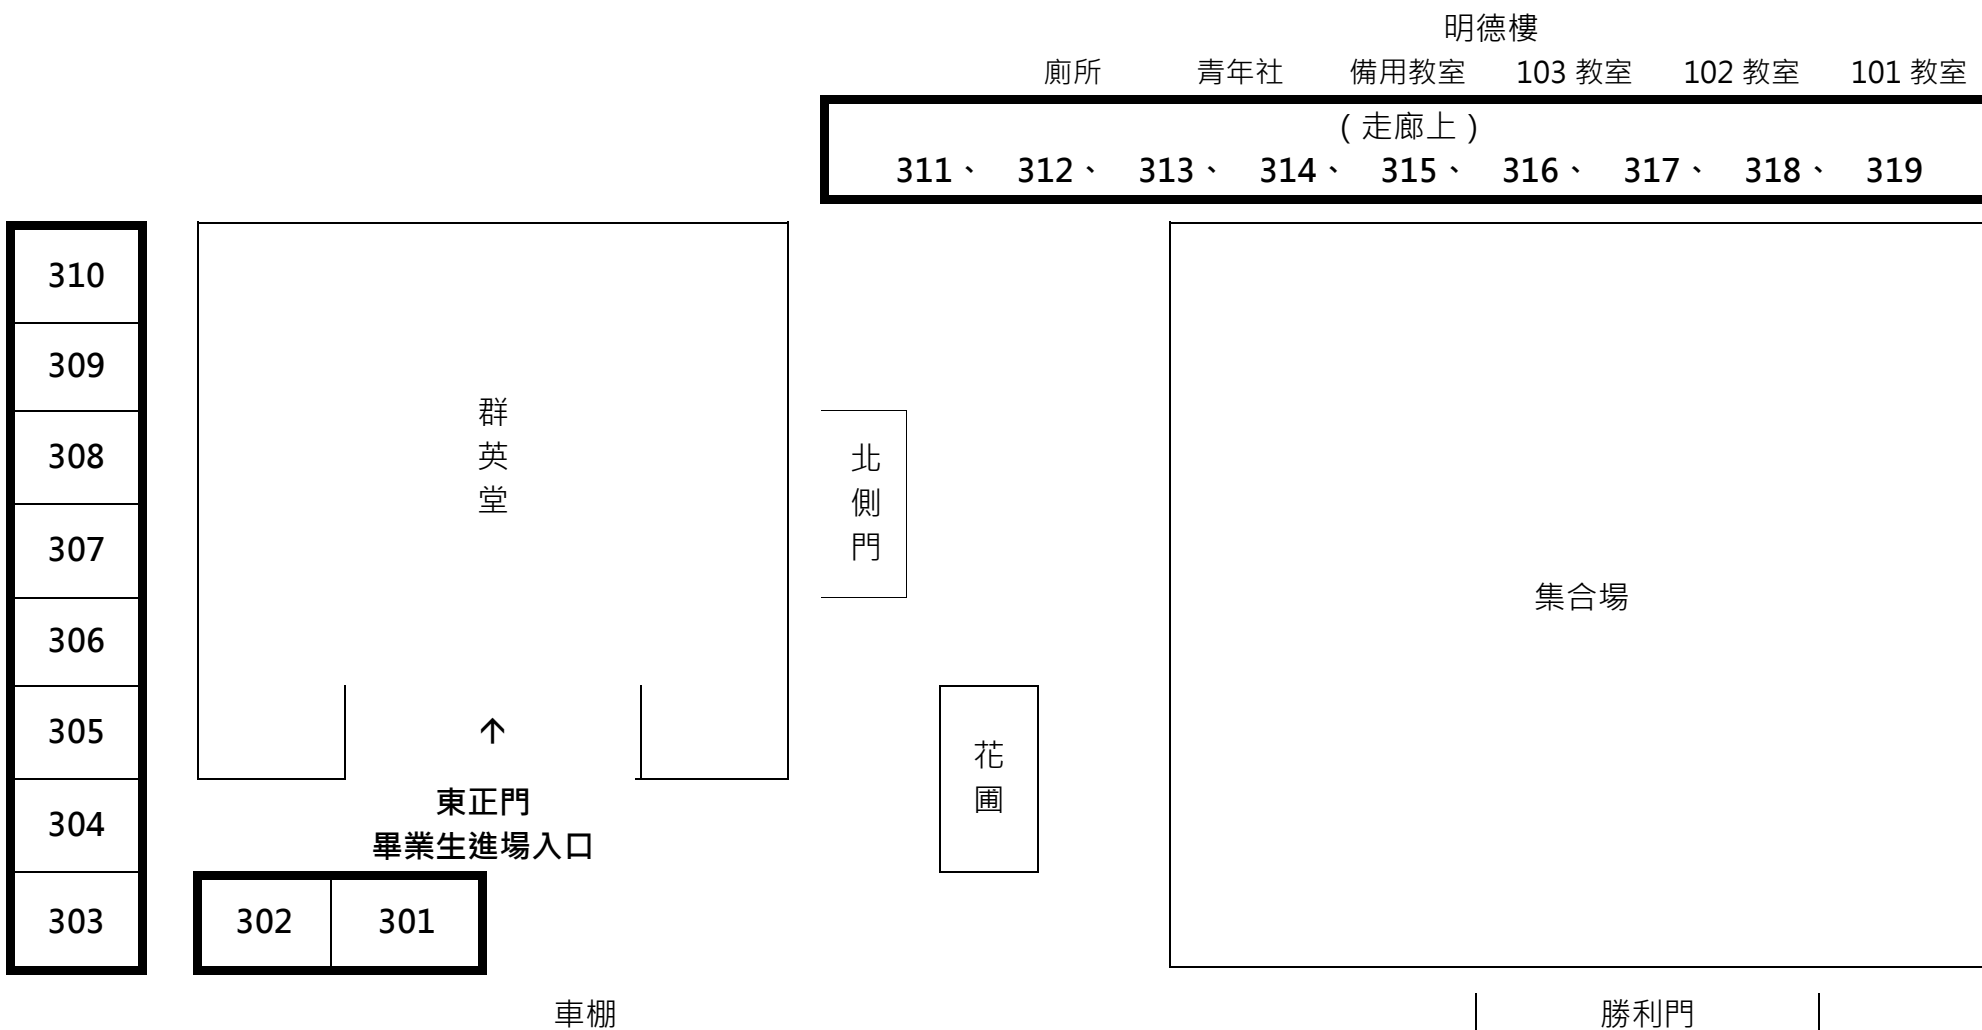 明德樓
廁所 青年社 備用教室 103 教室 102 教室 101 教室
(走廊上)
311、 312、 313、 314、 315、 316、 317、 318、 319
310
309
308
307
306
305
304
303
群英堂
北側門
↑
東正門
畢業生進場入口
302 301
花圃
集合場
車棚
勝利門